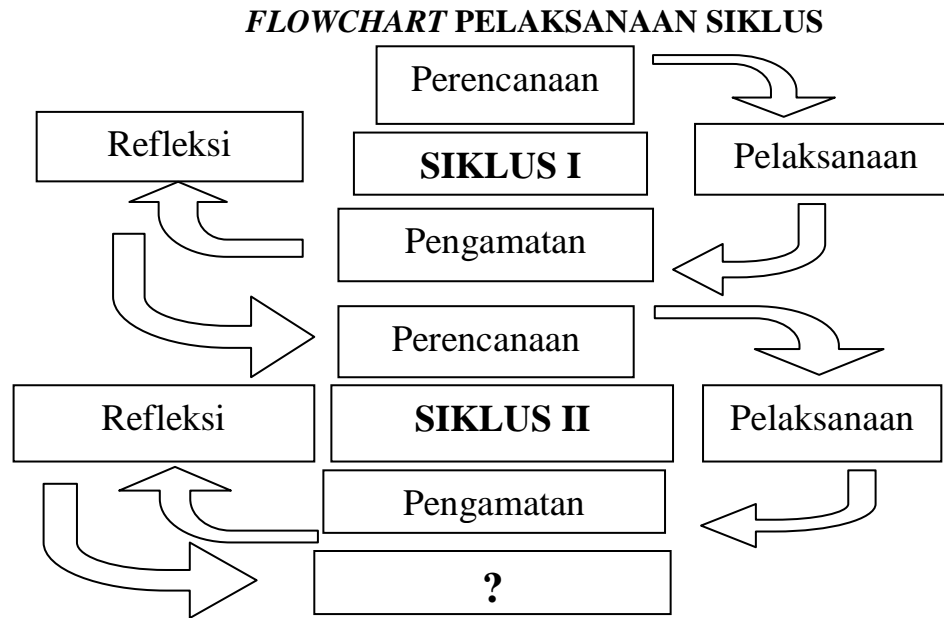 FLOWCHART PELAKSANAAN SIKLUS
Perencanaan
Refleksi
SIKLUS I
Pelaksanaan
Pengamatan
Perencanaan
Refleksi
SIKLUS II
Pelaksanaan
Pengamatan
?